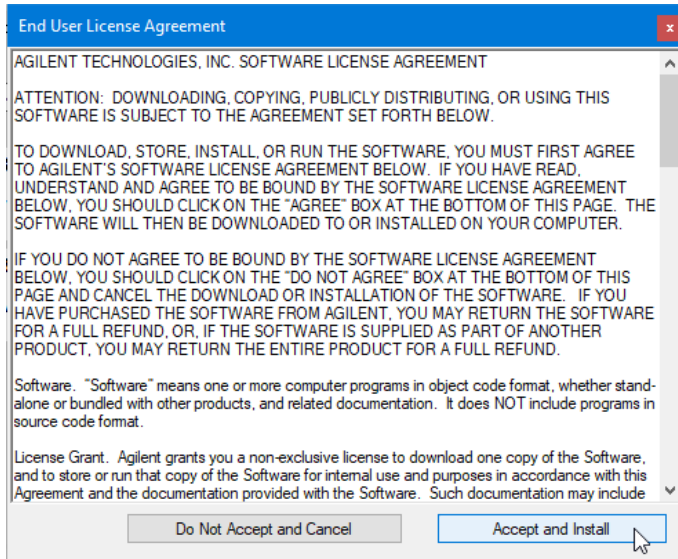 End User License Agreement
x
AGILENT TECHNOLOGIES, INC. SOFTWARE LICENSE AGREEMENT
ATTENTION:  DOWNLOADING, COPYING, PUBLICLY DISTRIBUTING, OR USING THIS
SOFTWARE IS SUBJECT TO THE AGREEMENT SET FORTH BELOW.
TO DOWNLOAD, STORE, INSTALL, OR RUN THE SOFTWARE, YOU MUST FIRST AGREE
TO AGILENT'S SOFTWARE LICENSE AGREEMENT BELOW.  IF YOU HAVE READ,
UNDERSTAND AND AGREE TO BE BOUND BY THE SOFTWARE LICENSE AGREEMENT
BELOW, YOU SHOULD CLICK ON THE "AGREE" BOX AT THE BOTTOM OF THIS PAGE.  THE
SOFTWARE WILL THEN BE DOWNLOADED TO OR INSTALLED ON YOUR COMPUTER.
IF YOU DO NOT AGREE TO BE BOUND BY THE SOFTWARE LICENSE AGREEMENT
BELOW, YOU SHOULD CLICK ON THE "DO NOT AGREE" BOX AT THE BOTTOM OF THIS
PAGE AND CANCEL THE DOWNLOAD OR INSTALLATION OF THE SOFTWARE.   IF YOU
HAVE PURCHASED THE SOFTWARE FROM AGILENT, YOU MAY RETURN THE SOFTWARE
FOR A FULL REFUND, OR, IF THE SOFTWARE IS SUPPLIED AS PART OF ANOTHER
PRODUCT, YOU MAY RETURN THE ENTIRE PRODUCT FOR A FULL REFUND.
Software.  "Software" means one or more computer programs in object code format, whether stand-
alone or bundled with other products, and related documentation.  It does NOT include programs in
source code format.
License Grant.  Agilent grants you a non-exclusive license to download one copy of the Software,
and to store or run that copy of the Software for internal use and purposes in accordance with this
Agreement and the documentation provided with the Software.  Such documentation may include
Do Not Accept and Cancel
Accept and Install